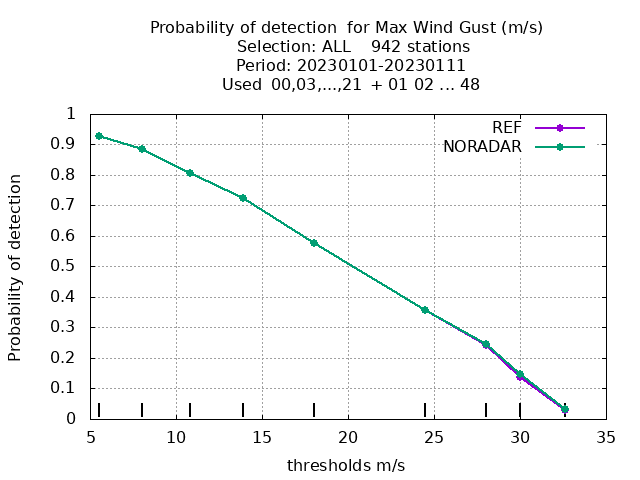 Probability of detection  for Max Wind Gust (m/s)
Selection: ALL    942 stations
Period: 20230101-20230111
Used  00,03,...,21  + 01 02 ... 48
REF
NORADAR
1
0.9
0.8
0.7
0.6
0.5
0.4
0.3
0.2
0.1
0
Probability of detection
5 10 15 20 25 30 35
thresholds m/s